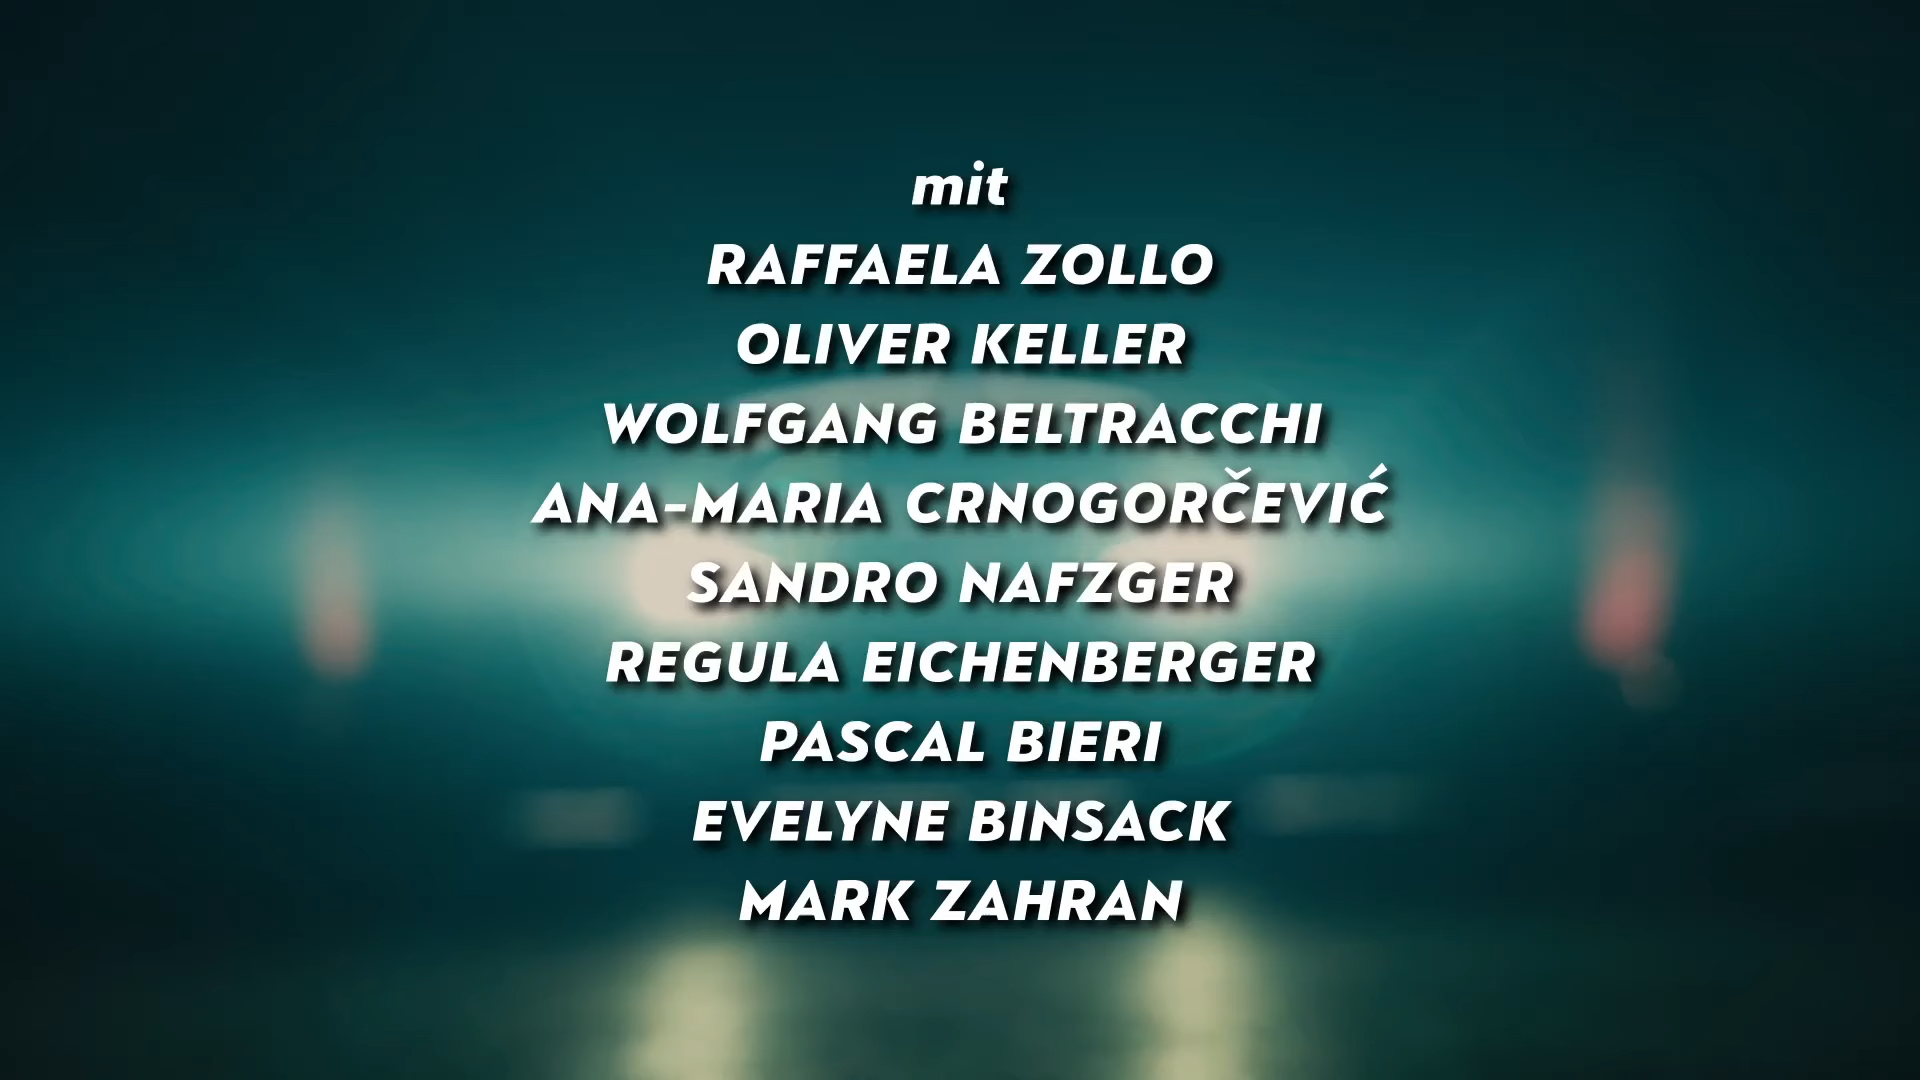 mit
RAFFAELA ZOLLO
OLIVER KELLER
WOLFGANG BELTRACCHI
ANA-MARIA CRNOGORČEVIĆ
SANDRO NAFZGER
REGULA EICHENBERGER
PASCAL BIERI
EVELYNE BINSACK
MARK ZAHRAN